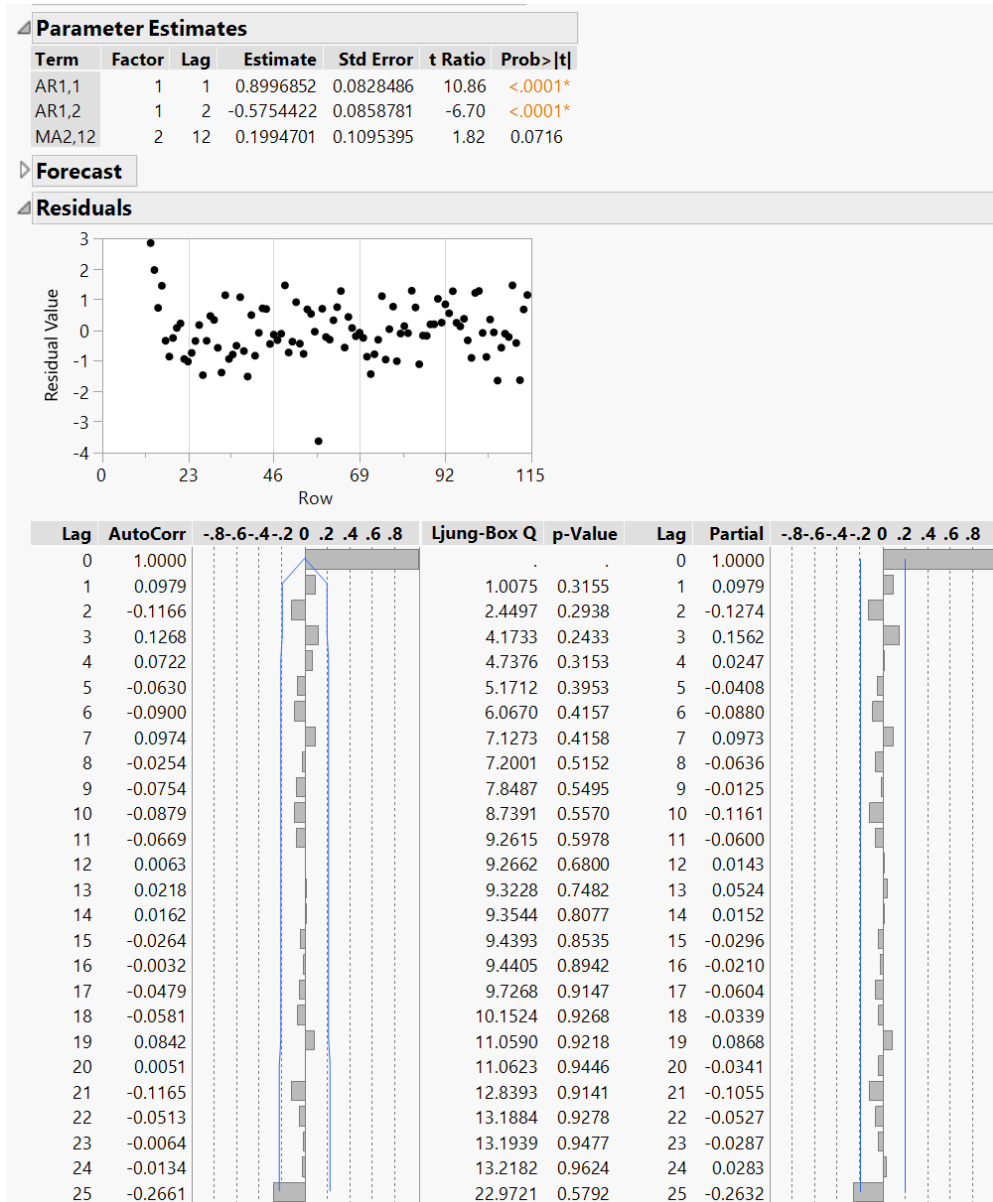 Parameter Estimates
Term Factor Lag Estimate Std Error t Ratio Prob>|t|
AR1,1 1 1 0.8996852 0.0828486 10.86 <.0001*
AR1,2 1 2 -0.5754422 0.0858781 -6.70 <.0001*
MA2,12 2 12 0.1994701 0.1095395 1.82 0.0716
Forecast
Residuals
3
2
1
0
-1
-2
-3
-4
Residual Value
0 23 46 69 92 115
Row
Lag AutoCorr -.8-.6-.4-.2 0 .2 .4 .6 .8 Ljung-Box Q p-Value Lag Partial -.8-.6-.4-.2 0 .2 .4 .6 .8
0 1.0000 . . 0 1.0000
1 0.0979 1.0075 0.3155 1 0.0979
2 -0.1166 2.4497 0.2938 2 -0.1274
3 0.1268 4.1733 0.2433 3 0.1562
4 0.0722 4.7376 0.3153 4 0.0247
5 -0.0630 5.1712 0.3953 5 -0.0408
6 -0.0900 6.0670 0.4157 6 -0.0880
7 0.0974 7.1273 0.4158 7 0.0973
8 -0.0254 7.2001 0.5152 8 -0.0636
9 -0.0754 7.8487 0.5495 9 -0.0125
10 -0.0879 8.7391 0.5570 10 -0.1161
11 -0.0669 9.2615 0.5978 11 -0.0600
12 0.0063 9.2662 0.6800 12 0.0143
13 0.0218 9.3228 0.7482 13 0.0524
14 0.0162 9.3544 0.8077 14 0.0152
15 -0.0264 9.4393 0.8535 15 -0.0296
16 -0.0032 9.4405 0.8942 16 -0.0210
17 -0.0479 9.7268 0.9147 17 -0.0604
18 -0.0581 10.1524 0.9268 18 -0.0339
19 0.0842 11.0590 0.9218 19 0.0868
20 0.0051 11.0623 0.9446 20 -0.0341
21 -0.1165 12.8393 0.9141 21 -0.1055
22 -0.0513 13.1884 0.9278 22 -0.0527
23 -0.0064 13.1939 0.9477 23 -0.0287
24 -0.0134 13.2182 0.9624 24 0.0283
25 -0.2661 22.9721 0.5792 25 -0.2632